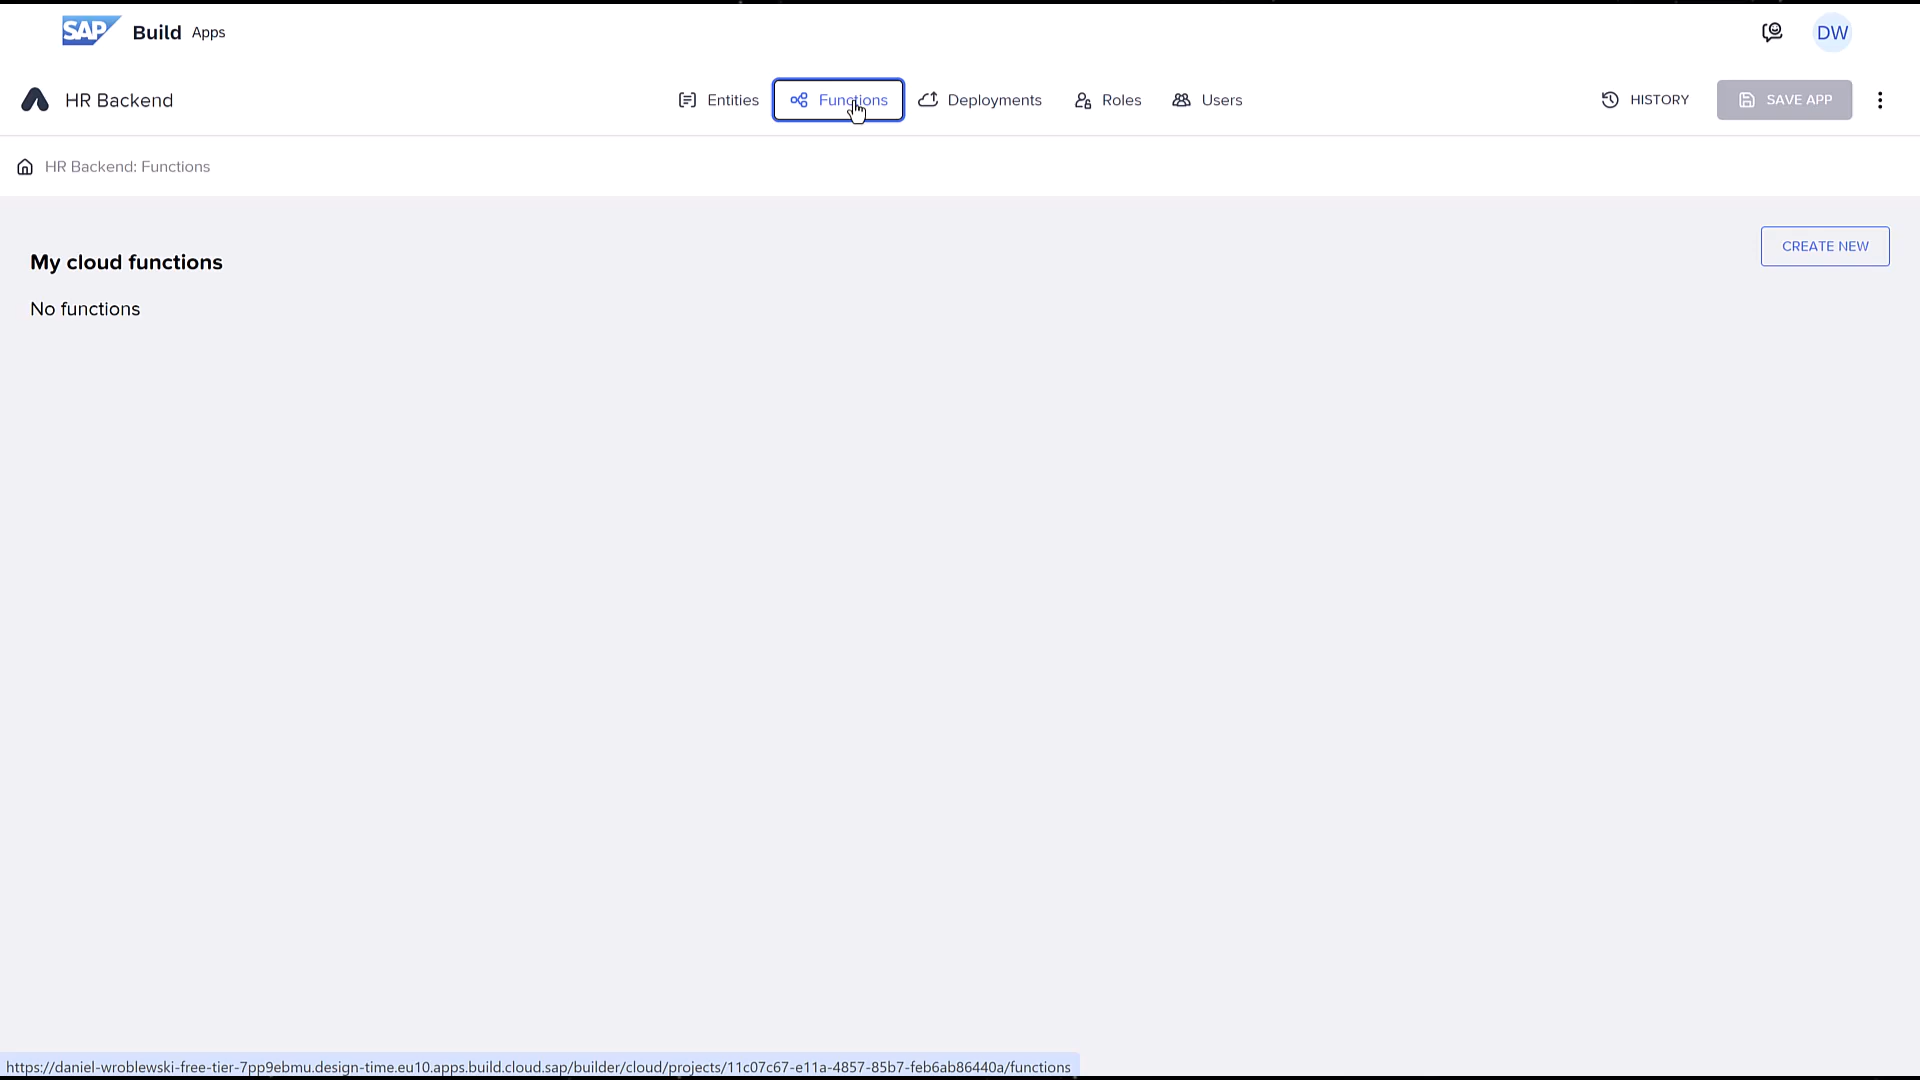 SAP Build Apps DW
HR Backend Entities Functions Deployments Roles Users HISTORY SAVE APP
HR Backend: Functions
CREATE NEW
My cloud functions
No functions
https://daniel-wroblewski-free-tier-7pp9ebmu.design-time.eu10.apps.build.cloud.sap/builder/cloud/projects/11c07c67-e11a-4857-85b7-feb6ab86440a/functions